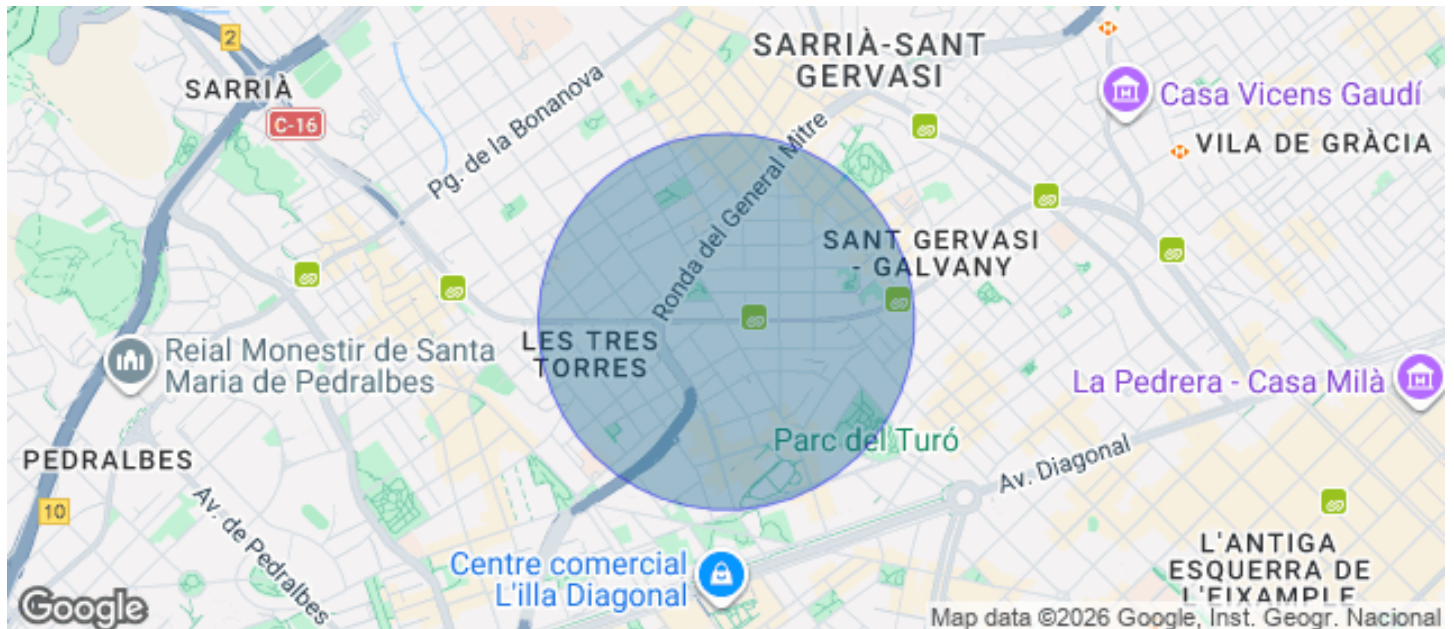 2
SARRIÀ
C-16
Pg. de la Bonanova
Ronda del General Mitre
SARRIÀ-SANT
GERVASI
Casa Vicens Gaudí
VILA DE GRÀCIA
SANT GERVASI
- GALVANY
LES TRES
TORRES
Reial Monestir de Santa
Maria de Pedralbes
La Pedrera - Casa Milà
Parc del Turó
PEDRALBES
Av. Diagonal
10
Av. de Pedralbes
Centre comercial
L'illa Diagonal
L'ANTIGA
ESQUERRA DE
L'EIXAMPLE
Google
Map data ©2026 Google, Inst. Geogr. Nacional